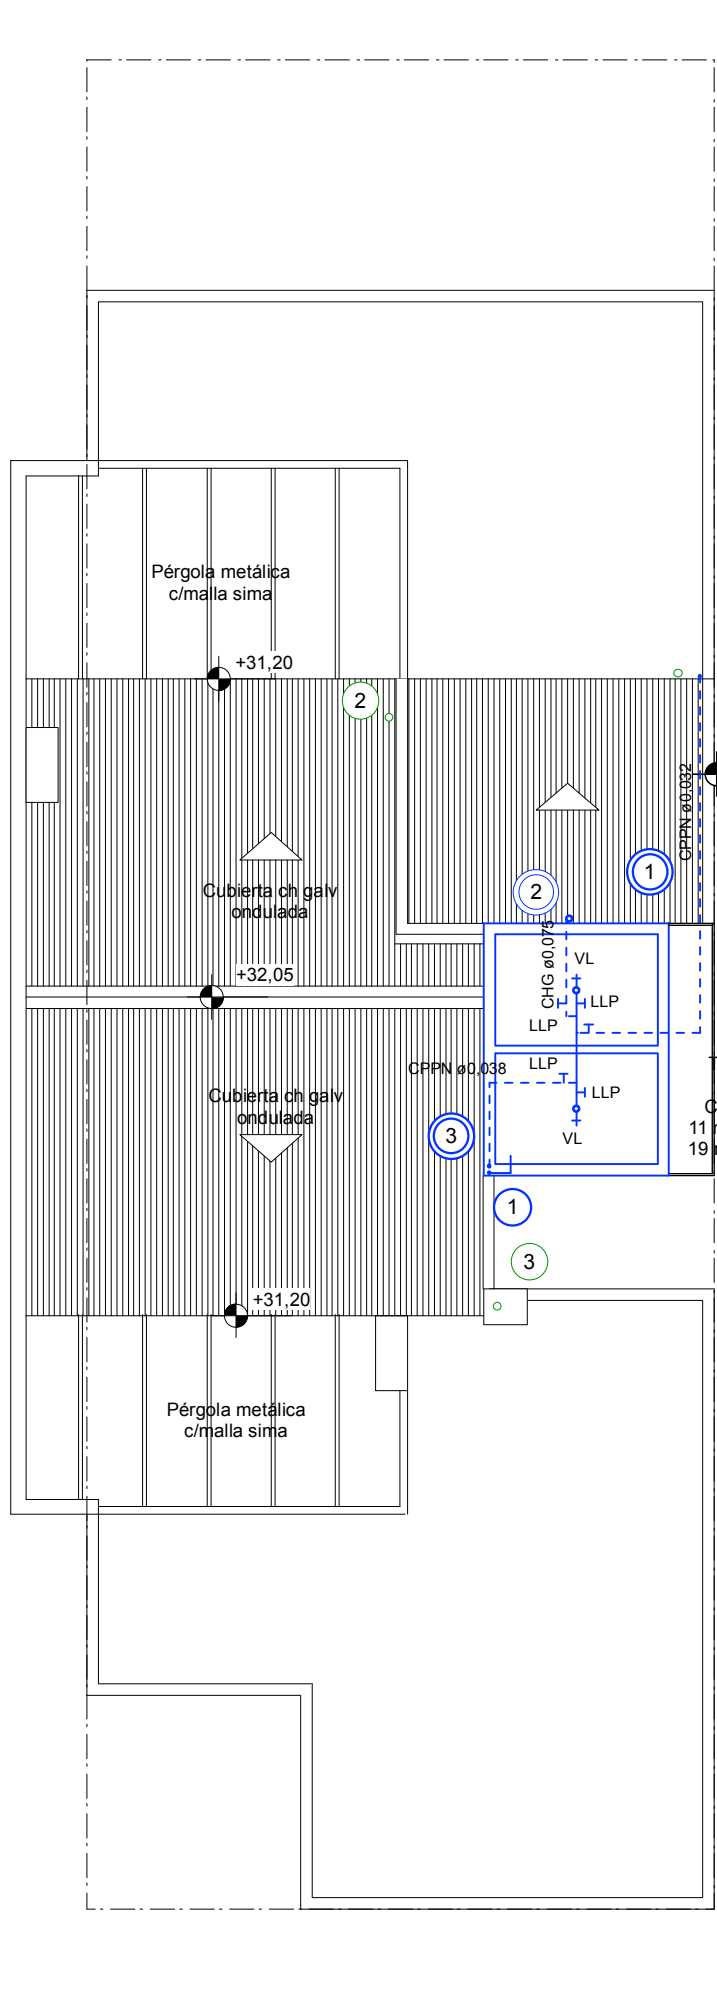 Pérgola metálica
c/malla sima
+31,20
2
CPPN ø0.032
1
Cubierta ch galv
ondulada
2
CHG ø0,075
+32,05
VL
LLP
LLP
CPPN ø0,038
LLP
LLP
Cubierta ch galv
ondulada
C
11
3
VL
19
1
3
+31,20
Pérgola metálica
c/malla sima